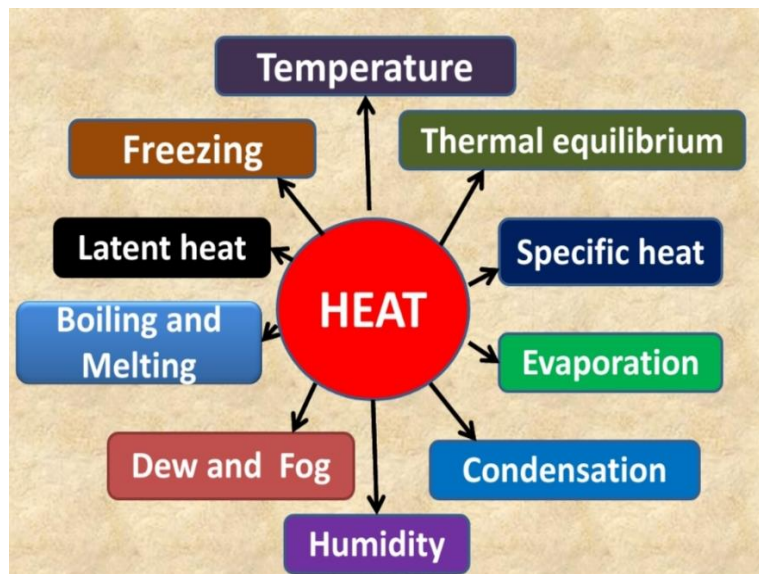 Temperature
Freezing
Thermal equilibrium
Latent heat
Specific heat
HEAT
Boiling and
Melting
Evaporation
Dew and Fog
Condensation
Humidity